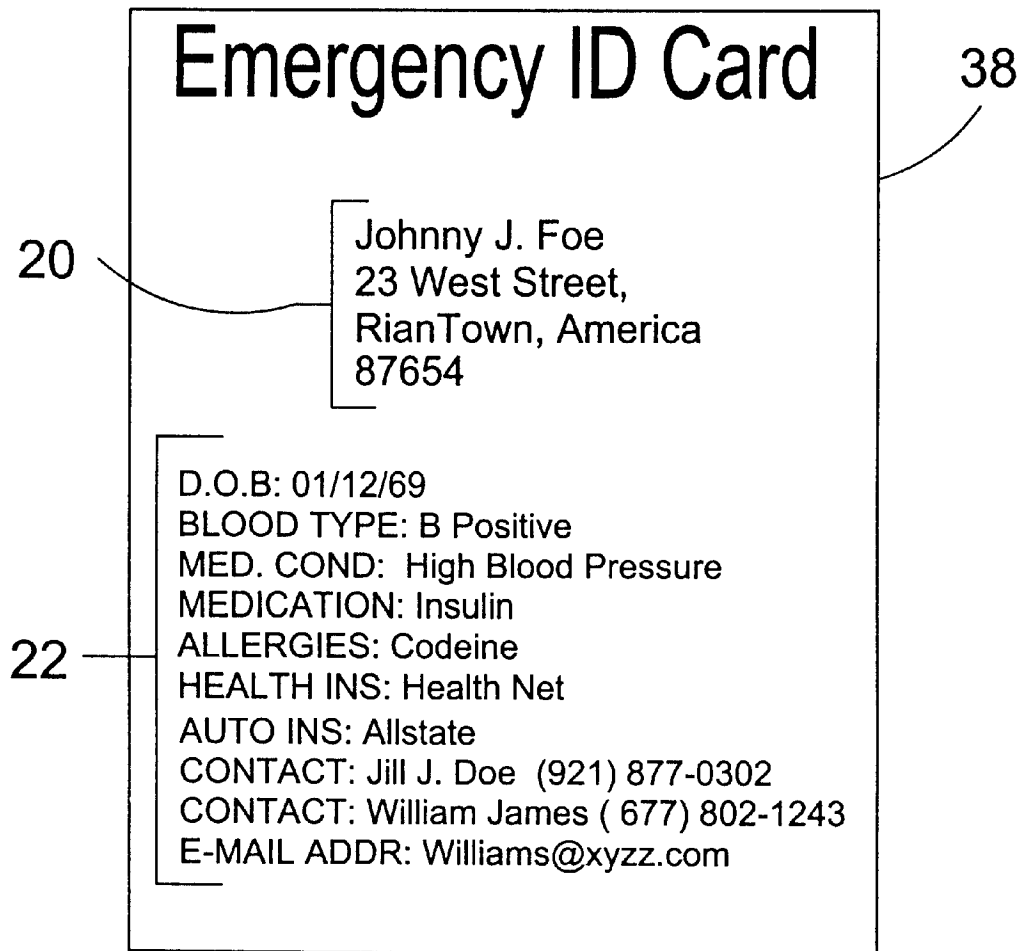 Emergency ID Card
38
20
Johnny J. Foe
23 West Street,
RianTown, America
87654
22
D.O.B: 01/12/69
BLOOD TYPE: B Positive
MED. COND:  High Blood Pressure
MEDICATION: Insulin
ALLERGIES: Codeine
HEALTH INS: Health Net
AUTO INS: Allstate
CONTACT: Jill J. Doe  (921) 877-0302
CONTACT: William James ( 677) 802-1243
E-MAIL ADDR: Williams@xyzz.com